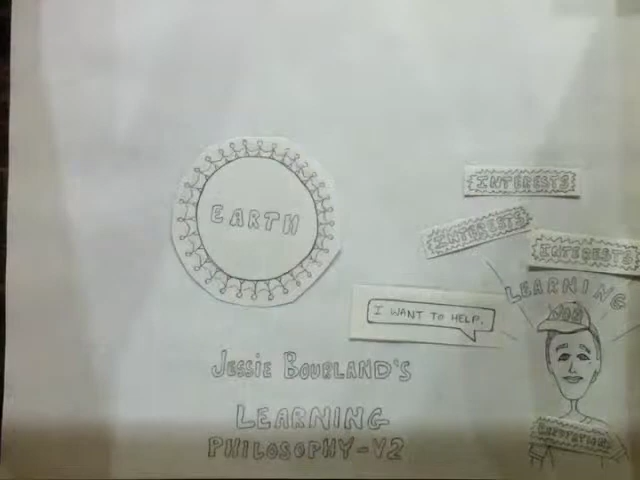 INTERESTS
INTERESTS
INTERESTS
EARTH
LEARNING
I WANT TO HELP.
JESSIE BOURLAND'S
LEARNING
PHILOSOPHY-V2